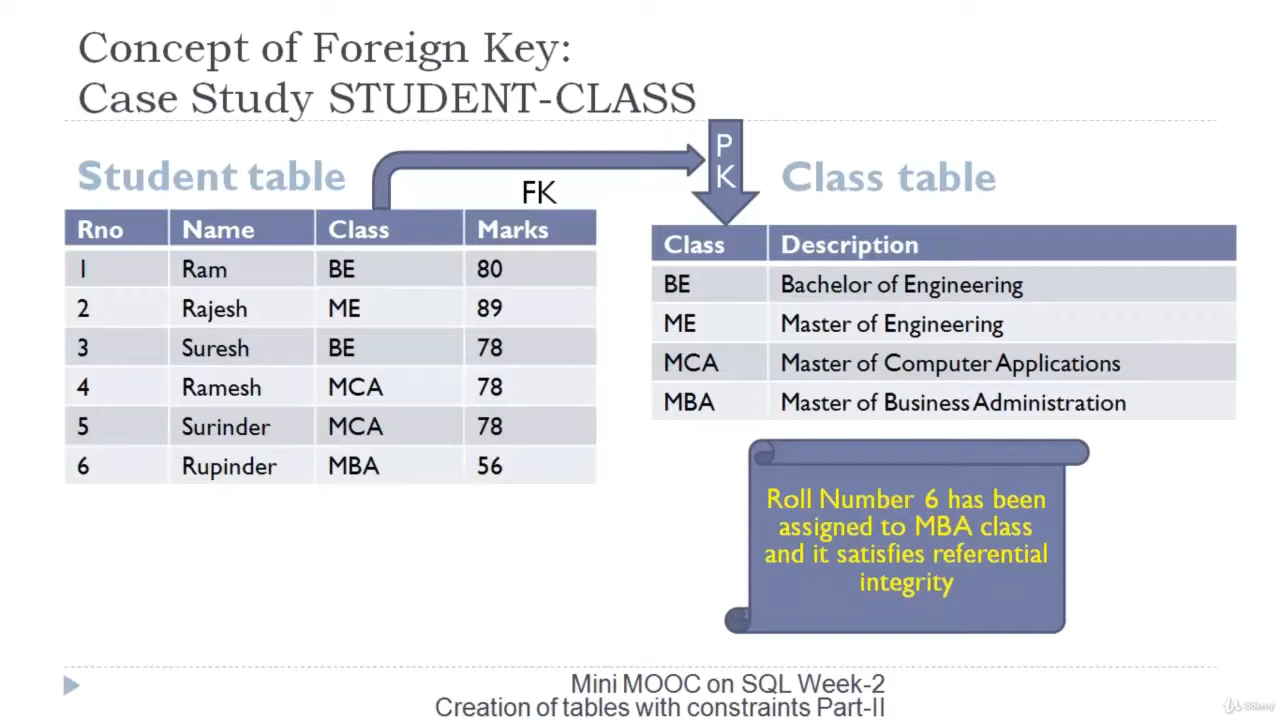 Concept of Foreign Key:
Case Study STUDENT-CLASS
Student table
FK
P
K
Class table
Rno Name Class Marks
1 Ram BE 80
2 Rajesh ME 89
3 Suresh BE 78
4 Ramesh MCA 78
5 Surinder MCA 78
6 Rupinder MBA 56
Class Description
BE Bachelor of Engineering
ME Master of Engineering
MCA Master of Computer Applications
MBA Master of Business Administration
Roll Number 6 has been
assigned to MBA class
and it satisfies referential
integrity
Mini MOOC on SQL Week-2
Creation of tables with constraints Part-II
Udemy